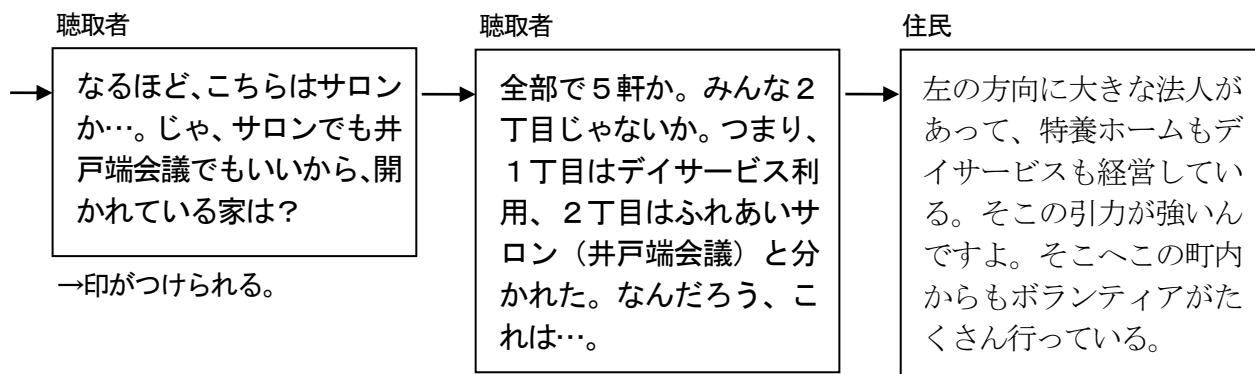 聴取者
なるほど、こちらはサロン
か…。じゃ、サロンでも井
戸端会議でもいいから、開
かれている家は？
→印がつけられる。
聴取者
全部で５軒か。みんな２
丁目じゃないか。つまり、
１丁目はデイサービス利
用、２丁目はふれあいサ
ロン（井戸端会議）と分
かれた。なんだろう、こ
れは…。
住民
左の方向に大きな法人が
あって、特養ホームもデ
イサービスも経営してい
る。そこの引力が強いん
ですよ。そこへこの町内
からもボランティアがた
くさん行っている。